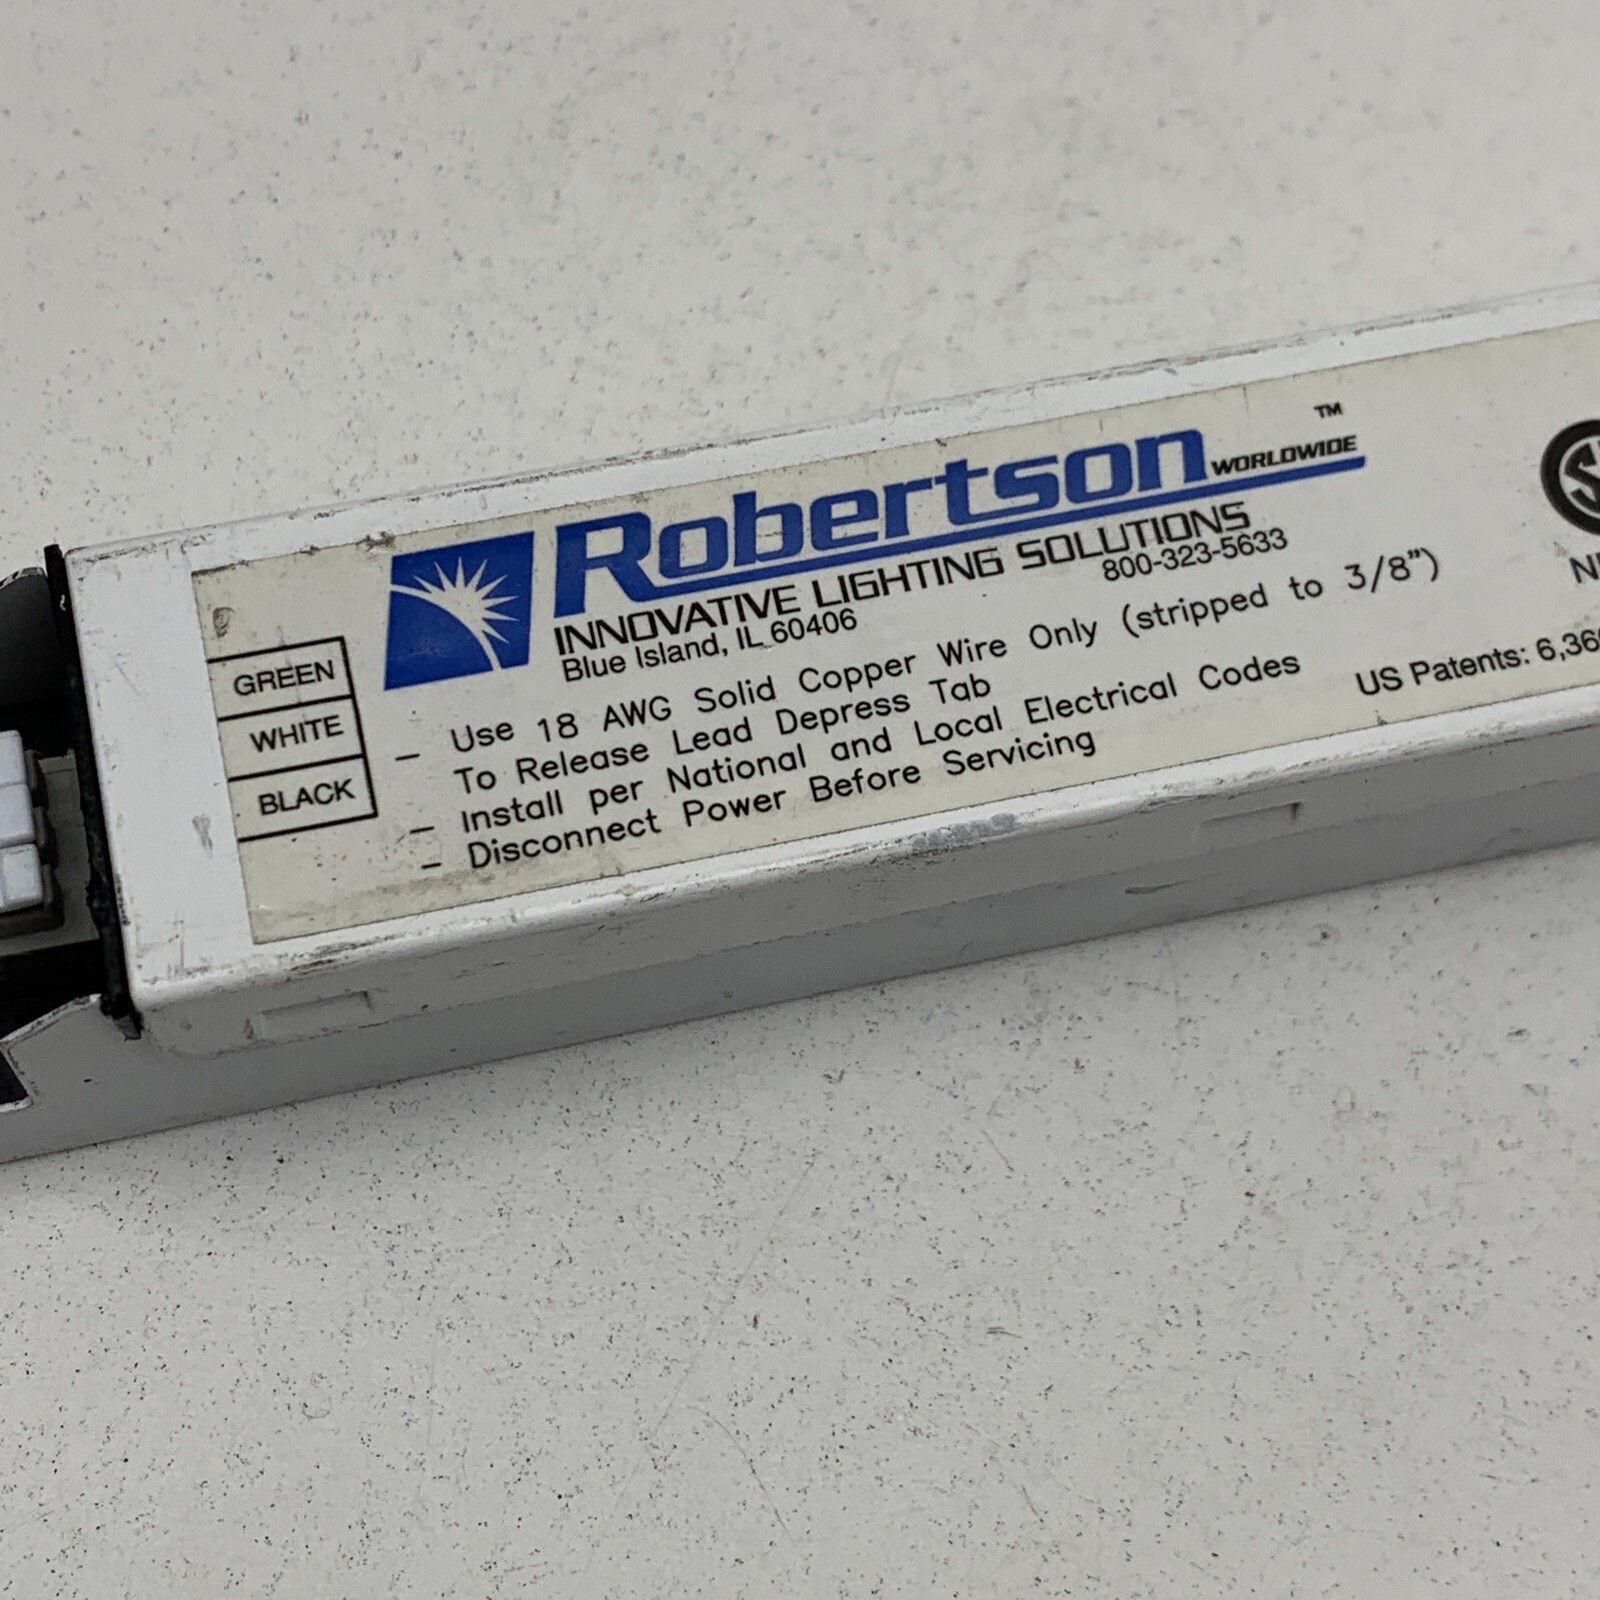 Robertson WORLDWIDE ™
INNOVATIVE LIGHTING SOLUTIONS
Blue Island, IL 60406 800-323-5633
GREEN
WHITE
BLACK
- Use 18 AWG Solid Copper Wire Only (stripped to 3/8")
To Release Lead Depress Tab
- Install per National and Local Electrical Codes
- Disconnect Power Before Servicing
US Patents: 6,36